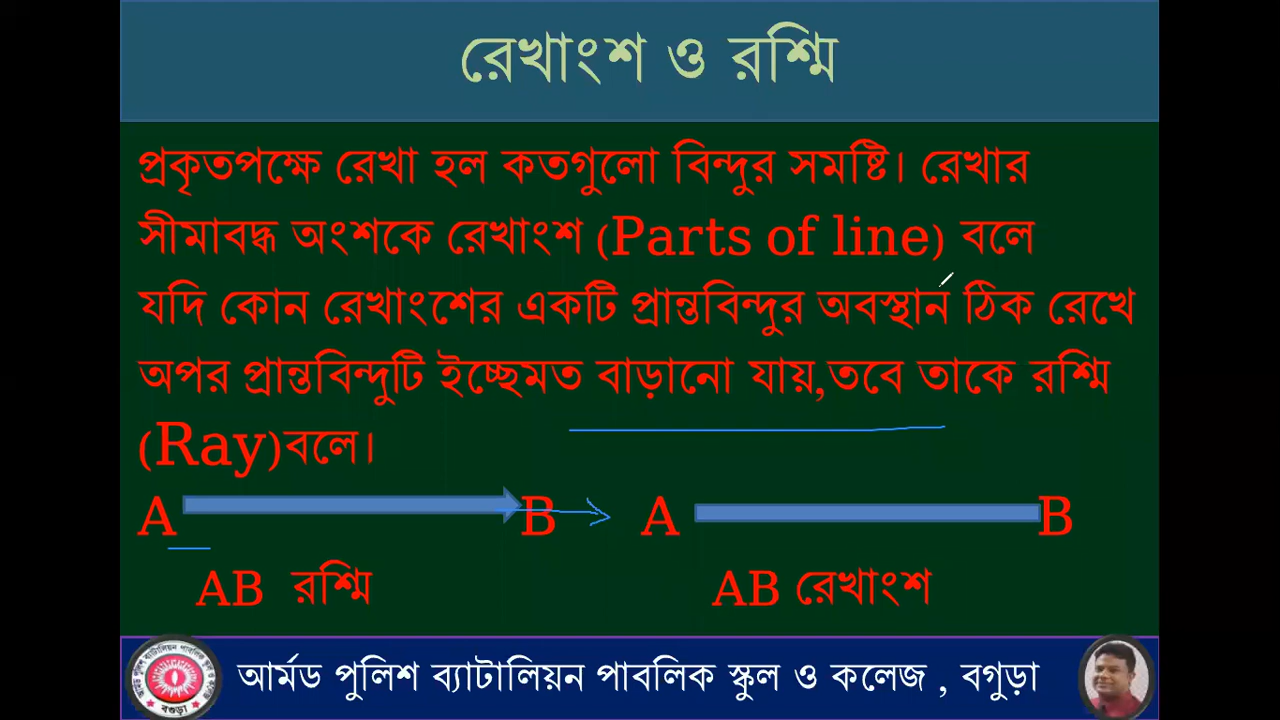 রেখাংশ ও রশ্মি
প্রকৃতপক্ষে রেখা হল কতগুলো বিন্দুর সমষ্টি। রেখার
সীমাবদ্ধ অংশকে রেখাংশ (Parts of line) বলে
যদি কোন রেখাংশের একটি প্রান্তবিন্দুর অবস্থান ঠিক রেখে
অপর প্রান্তবিন্দুটি ইচ্ছেমত বাড়ানো যায়,তবে তাকে রশ্মি
(Ray)বলে।
A B A B
AB রশ্মি AB রেখাংশ
আর্মড পুলিশ ব্যাটালিয়ন পাবলিক স্কুল ও কলেজ , বগুড়া